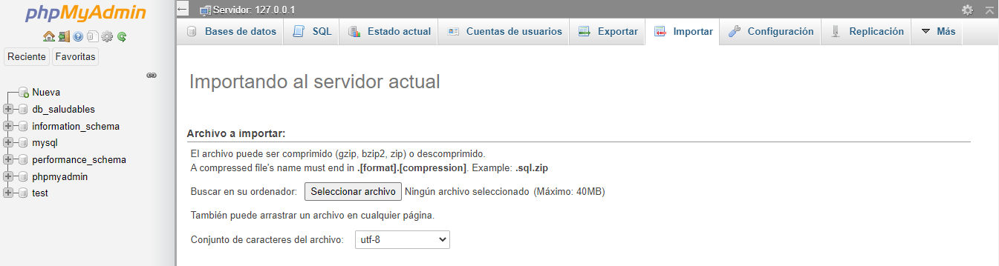 phpMyAdmin
Reciente Favoritas
Nueva
db_saludables
information_schema
mysql
performance_schema
phpmyadmin
test
Servidor: 127.0.0.1
Bases de datos SQL Estado actual Cuentas de usuarios Exportar Importar Configuración Replicación Más
Importando al servidor actual
Archivo a importar:
El archivo puede ser comprimido (gzip, bzip2, zip) o descomprimido.
A compressed file's name must end in .[format].[compression]. Example: .sql.zip
Buscar en su ordenador: Seleccionar archivo Ningún archivo seleccionado (Máximo: 40MB)
También puede arrastrar un archivo en cualquier página.
Conjunto de caracteres del archivo: utf-8